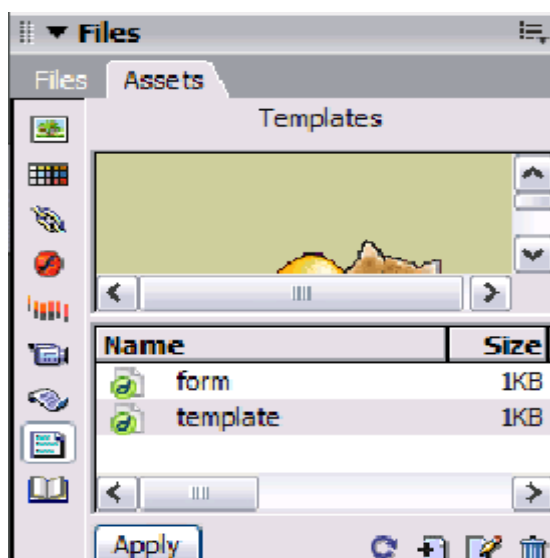 Files
Files Assets
Templates
Name Size
form 1KB
template 1KB
Apply